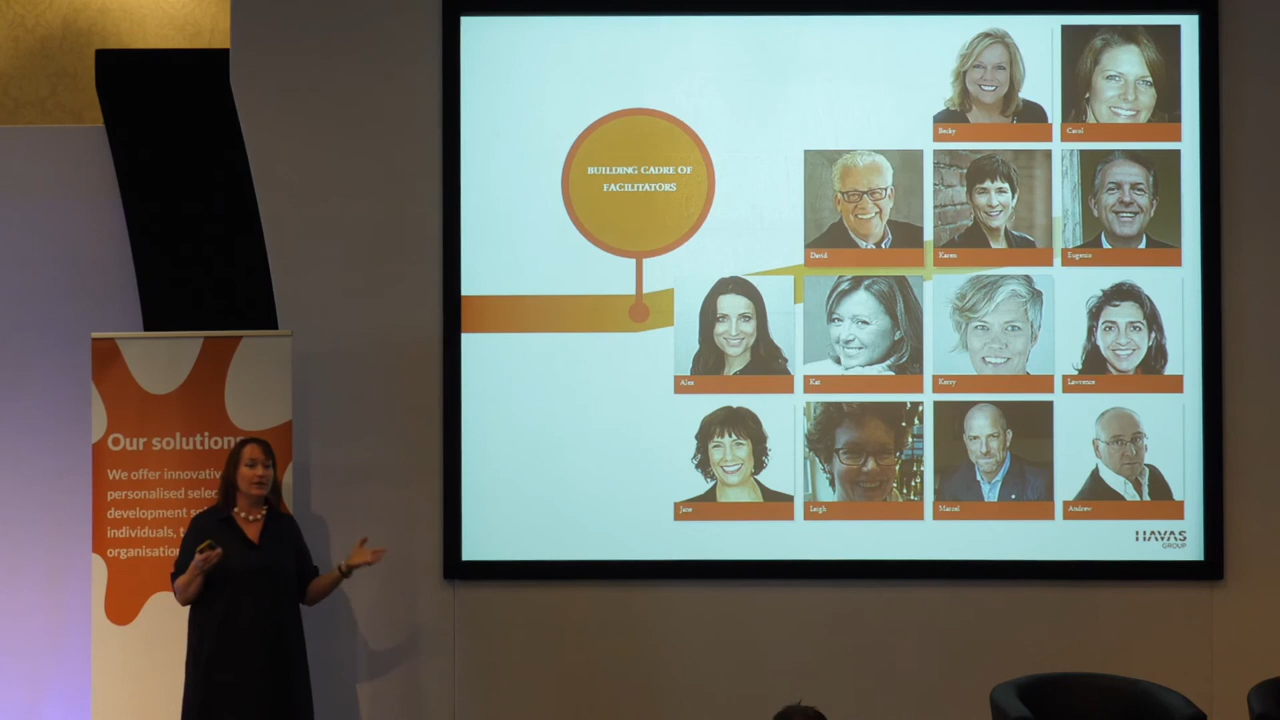 BUILDING CADRE OF
FACILITATORS
Becky
Carol
David
Karen
Eugenio
Alex
Kat
Kerry
Lawrence
Jane
Leigh
Marcel
Andrew
HAVAS
GROUP
Our solutions
We offer innovativ
personalised selec
development so
individuals, t
organisation